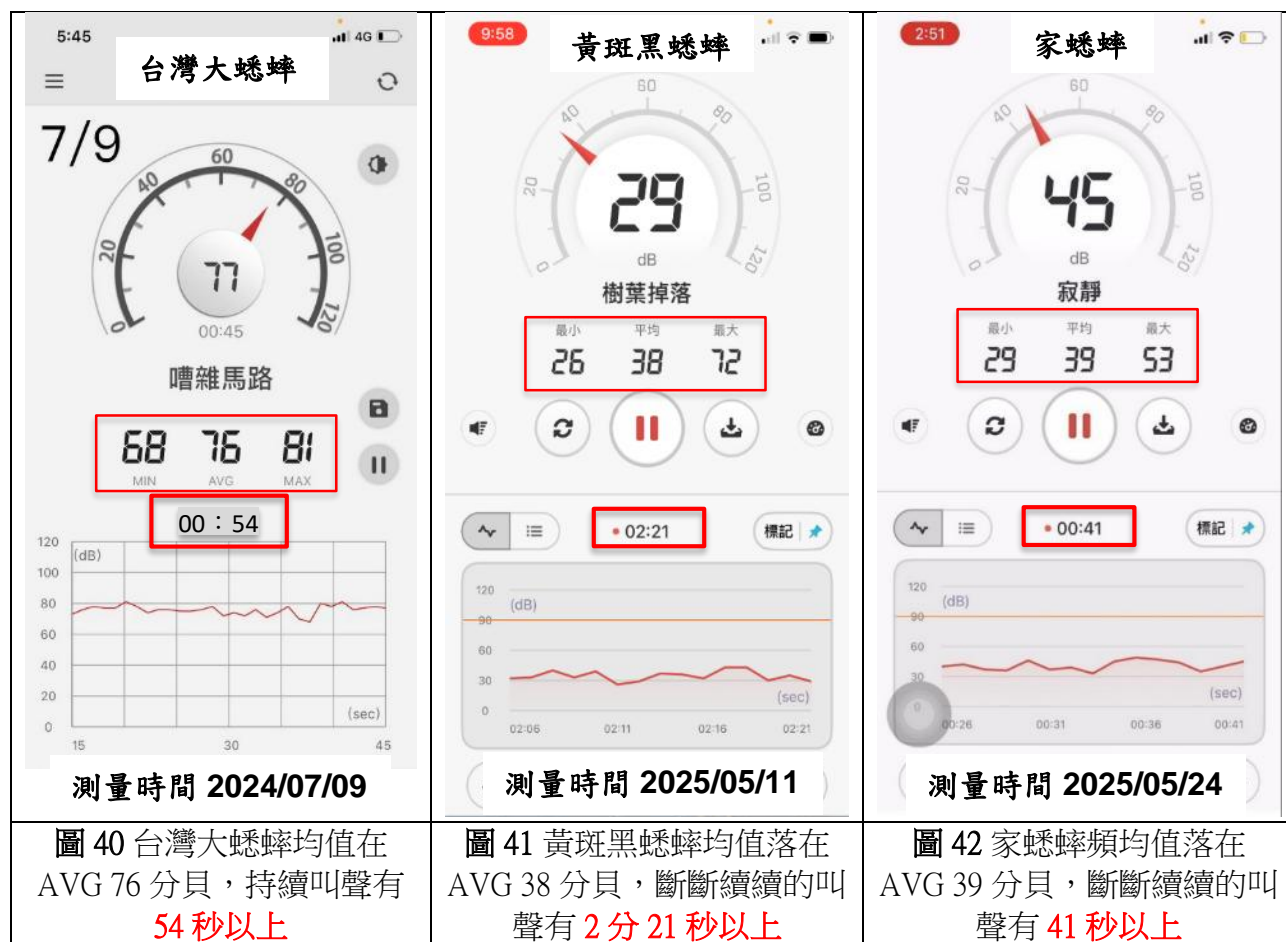 5:45
4G
台灣大蟋蟀
7/9
0
20
40
60
80
100
120
77
00:45
嘈雜馬路
68 76 81
MIN AVG MAX
00：54
120
(dB)
100
80
60
40
20
0
(sec)
15 30 45
測量時間 2024/07/09
圖 40 台灣大蟋蟀均值在
AVG 76 分貝，持續叫聲有
54 秒以上
9:58
黃斑黑蟋蟀
0
20
40
60
80
100
120
29
dB
樹葉掉落
最小 平均 最大
26 38 72
02:21
標記
120
(dB)
90
60
30
(sec)
0
02:06 02:11 02:16 02:21
測量時間 2025/05/11
圖 41 黃斑黑蟋蟀均值落在
AVG 38 分貝，斷斷續續的叫
聲有 2 分 21 秒以上
2:51
家蟋蟀
0
20
40
60
80
100
120
45
dB
寂靜
最小 平均 最大
29 39 53
00:41
標記
120
(dB)
90
60
30
(sec)
0
00:26 00:31 00:36 00:41
測量時間 2025/05/24
圖 42 家蟋蟀頻均值落在
AVG 39 分貝，斷斷續續的叫
聲有 41 秒以上